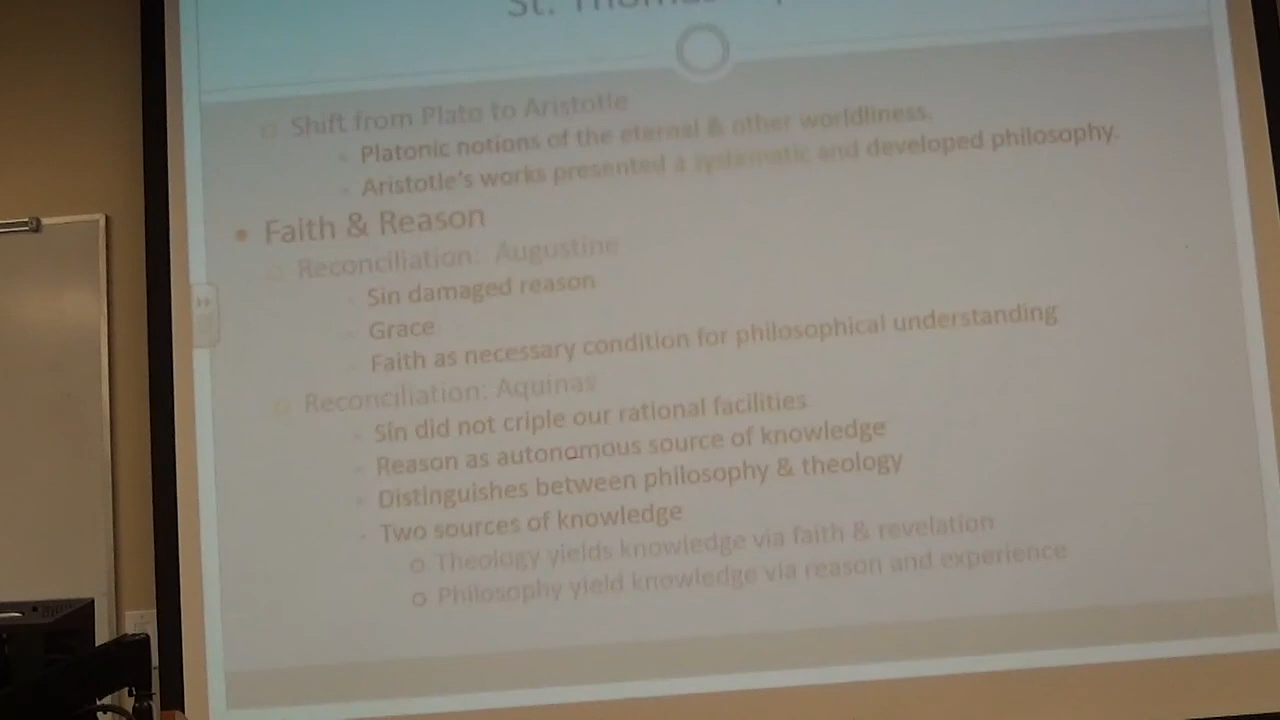 St. Thomas
Shift from Plato to Aristotle
Platonic notions of the eternal & other worldliness.
Aristotle's works presented a systematic and developed philosophy.
Faith & Reason
Reconciliation: Augustine
Sin damaged reason
Grace
Faith as necessary condition for philosophical understanding
Reconciliation: Aquinas
Sin did not criple our rational facilities
Reason as autonomous source of knowledge
Distinguishes between philosophy & theology
Two sources of knowledge
Theology yields knowledge via faith & revelation
Philosophy yield knowledge via reason and experience